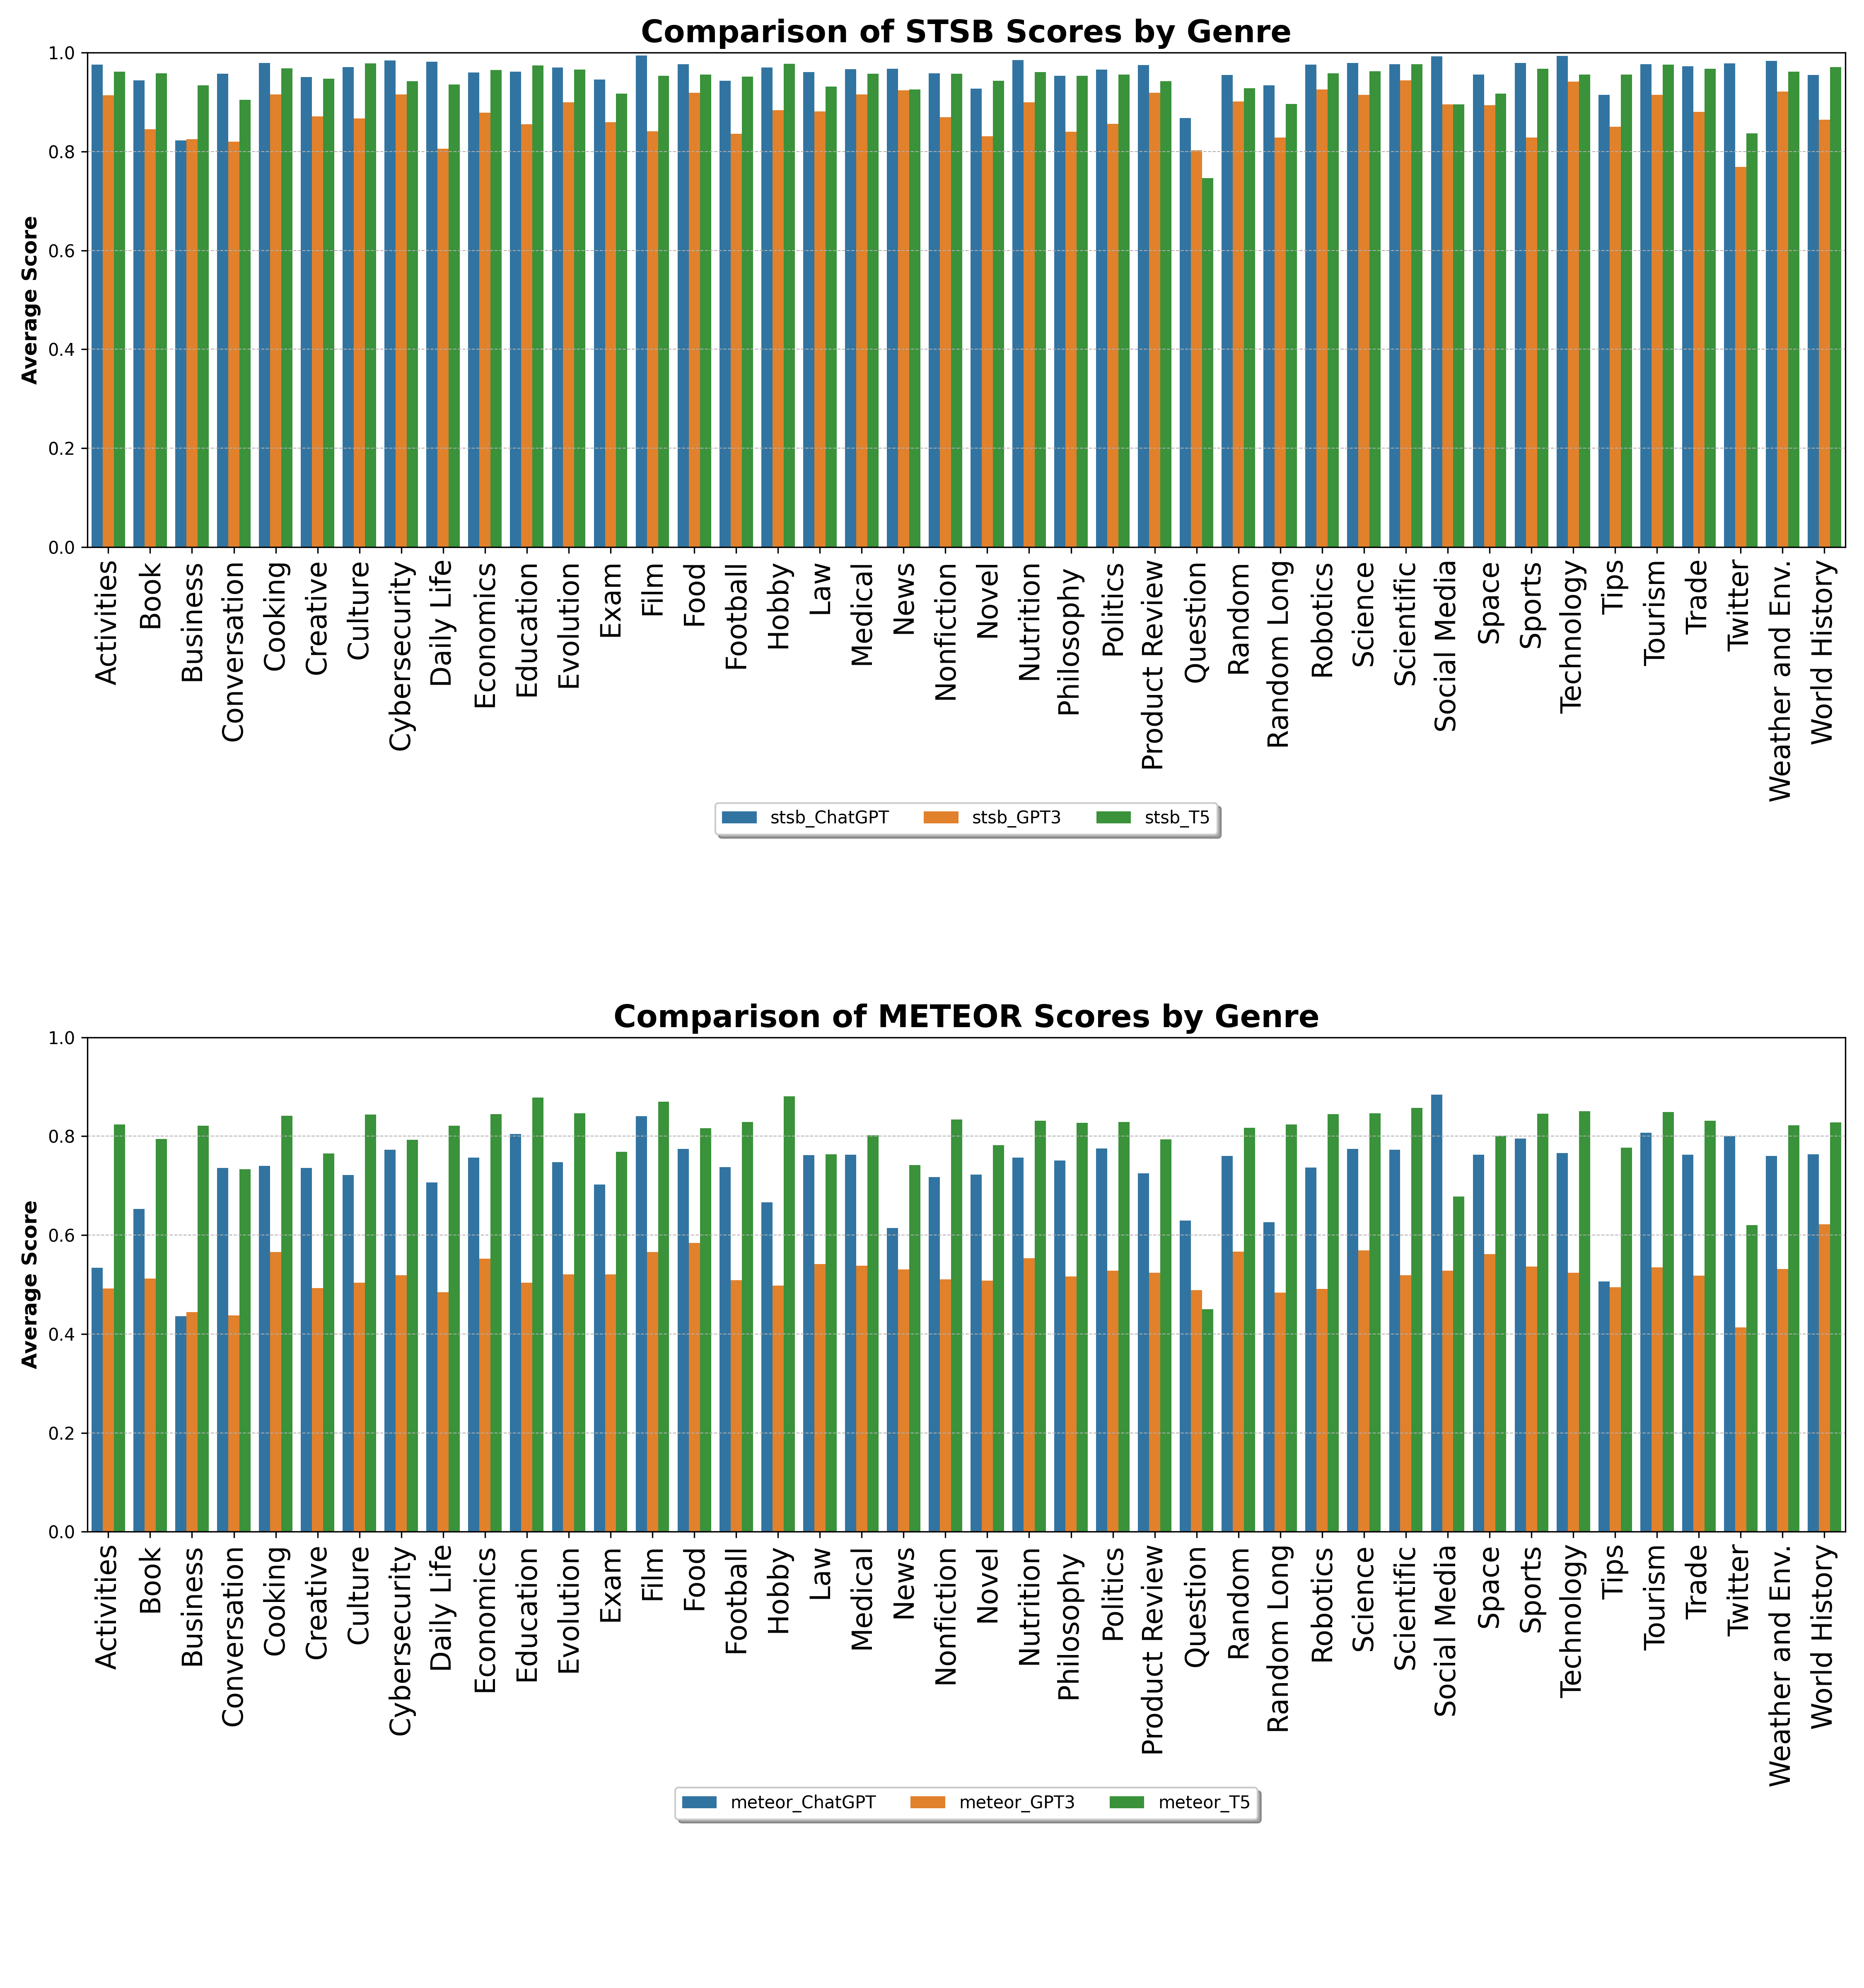 Comparison of STSB Scores by Genre
Average Score
1.0
0.8
0.6
0.4
0.2
0.0
Activities
Book
Business
Conversation
Cooking
Creative
Culture
Cybersecurity
Daily Life
Economics
Education
Evolution
Exam
Film
Food
Football
Hobby
Law
Medical
News
Nonfiction
Novel
Nutrition
Philosophy
Politics
Product Review
Question
Random
Random Long
Robotics
Science
Scientific
Social Media
Space
Sports
Technology
Tips
Tourism
Trade
Twitter
Weather and Env.
World History
stsb_ChatGPT stsb_GPT3 stsb_T5
Comparison of METEOR Scores by Genre
Average Score
1.0
0.8
0.6
0.4
0.2
0.0
Activities
Book
Business
Conversation
Cooking
Creative
Culture
Cybersecurity
Daily Life
Economics
Education
Evolution
Exam
Film
Food
Football
Hobby
Law
Medical
News
Nonfiction
Novel
Nutrition
Philosophy
Politics
Product Review
Question
Random
Random Long
Robotics
Science
Scientific
Social Media
Space
Sports
Technology
Tips
Tourism
Trade
Twitter
Weather and Env.
World History
meteor_ChatGPT meteor_GPT3 meteor_T5